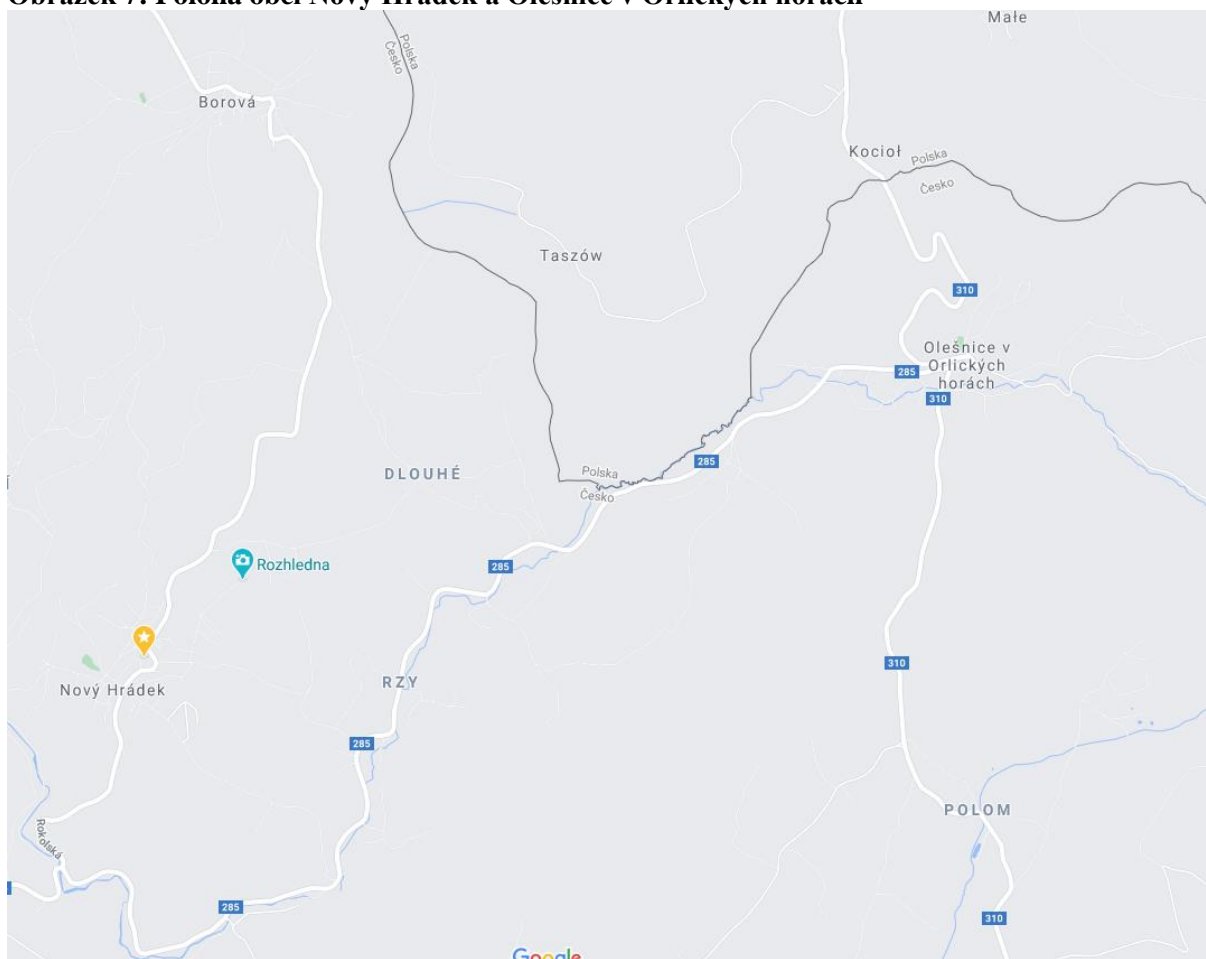 Obrázek 7: Poloha obcí Nový Hrádek a Olešnice v Orlických horách
Małe
Polska
Česko
Borová
Kocioł
Polska
Česko
Taszów
310
Olešnice v
Orlických
horách
285
310
DLOUHÉ
Polska
Česko
285
Rozhledna
285
Nový Hrádek
RZY
310
285
POLOM
Rokolská
285
310
Google